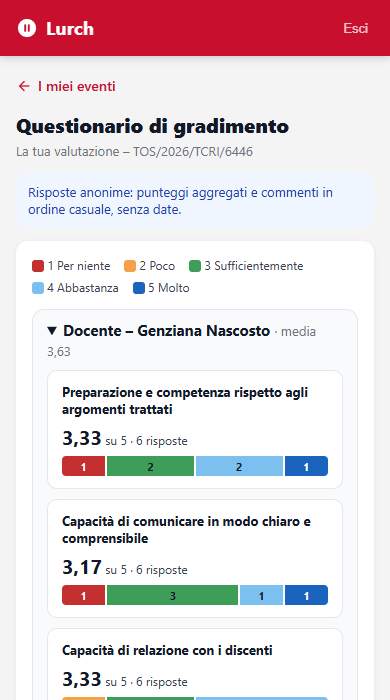 Lurch
Esci
← I miei eventi
Questionario di gradimento
La tua valutazione – TOS/2026/TCRI/6446
Risposte anonime: punteggi aggregati e commenti in
ordine casuale, senza date.
1 Per niente 2 Poco 3 Sufficientemente
4 Abbastanza 5 Molto
▼ Docente – Genziana Nascosto · media
3,63
Preparazione e competenza rispetto agli
argomenti trattati
3,33 su 5 · 6 risposte
1 2 2 1
Capacità di comunicare in modo chiaro e
comprensibile
3,17 su 5 · 6 risposte
1 3 1 1
Capacità di relazione con i discenti
3,33 su 5 · 6 risposte